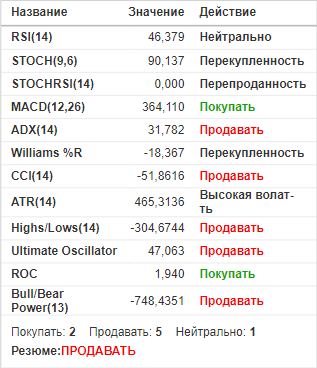 Название Значение Действие
RSI(14) 46,379 Нейтрально
STOCH(9,6) 90,137 Перекупленность
STOCHRSI(14) 0,000 Перепроданность
MACD(12,26) 364,110 Покупать
ADX(14) 31,782 Продавать
Williams %R -18,367 Перекупленность
CCI(14) -51,8616 Продавать
ATR(14) 465,3136 Высокая волат-
ть
Highs/Lows(14) -304,6744 Продавать
Ultimate Oscillator 47,063 Продавать
ROC 1,940 Покупать
Bull/Bear
Power(13) -748,4351 Продавать
Покупать: 2 Продавать: 5 Нейтрально: 1
Резюме:ПРОДАВАТЬ